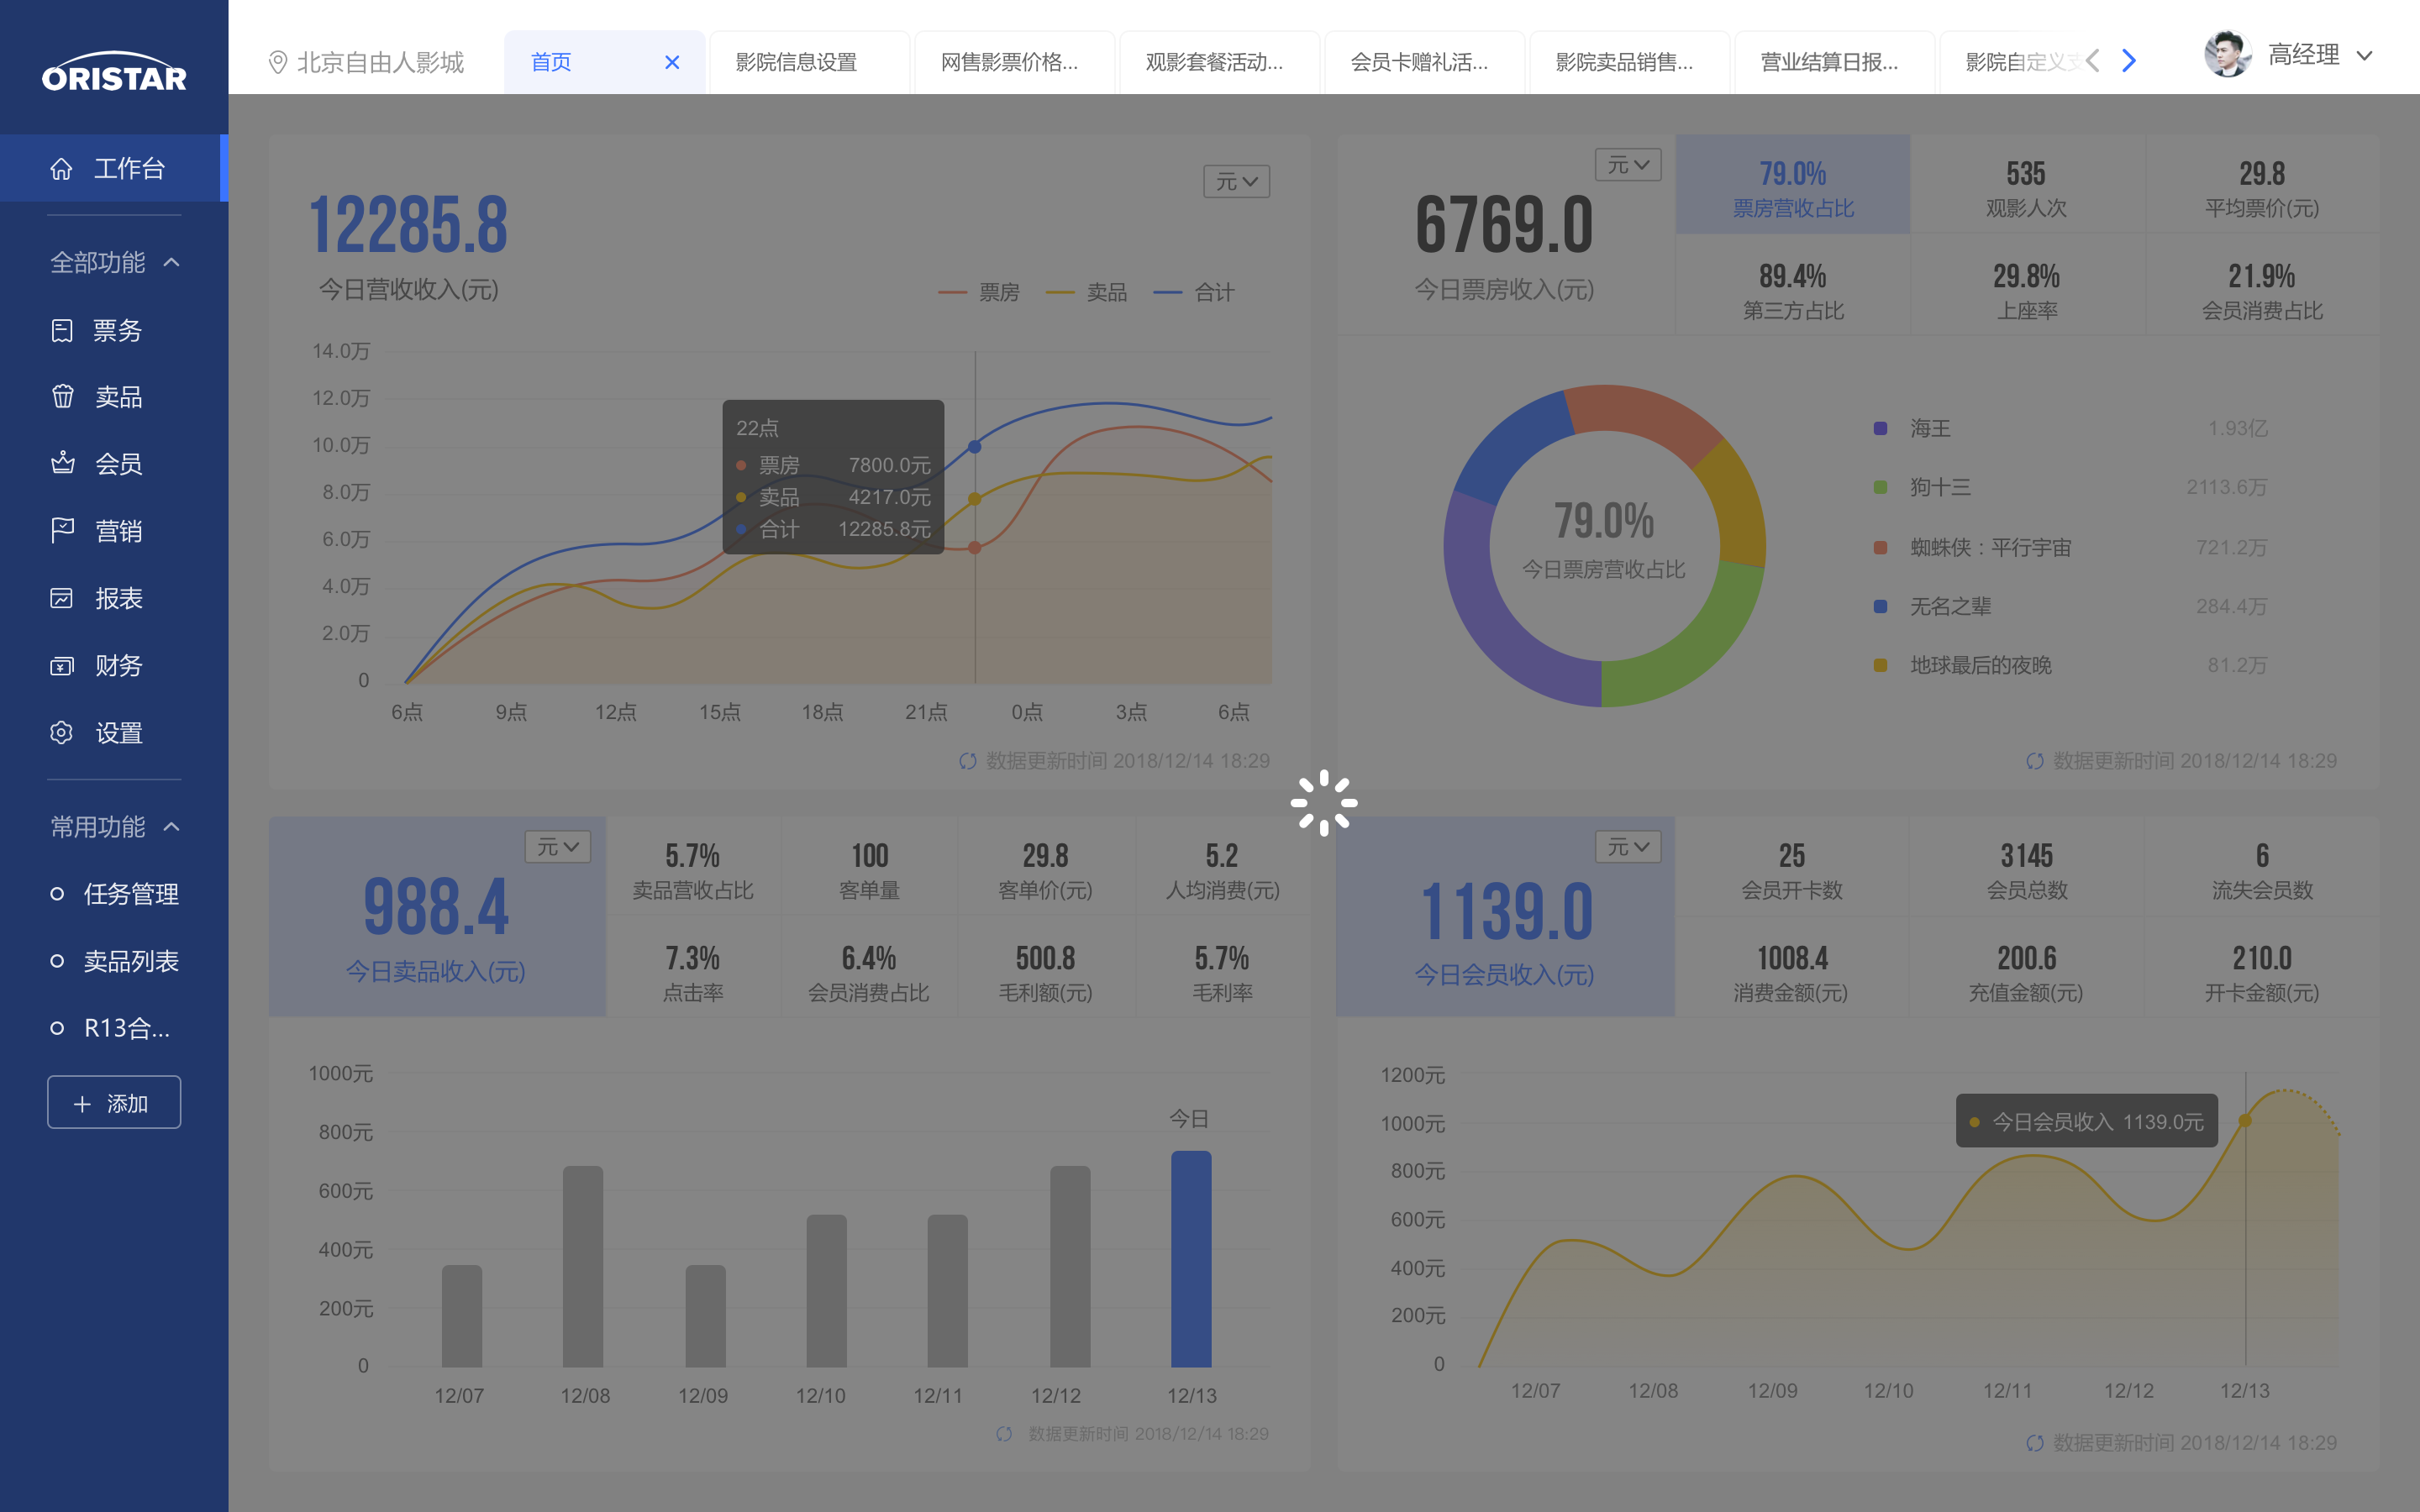 ORISTAR
工作台
全部功能
票务
卖品
会员
营销
报表
财务
设置
常用功能
任务管理
卖品列表
R13合...
添加
北京自由人影城
首页
影院信息设置
网售影票价格...
观影套餐活动...
会员卡赠礼活...
影院卖品销售...
营业结算日报...
影院自定义支
高经理
元
12285.8
今日营收收入(元)
票房 卖品 合计
14.0万
12.0万
10.0万
8.0万
6.0万
4.0万
2.0万
0
22点
票房 7800.0元
卖品 4217.0元
合计 12285.8元
6点 9点 12点 15点 18点 21点 0点 3点 6点
数据更新时间 2018/12/14 18:29
元
6769.0
今日票房收入(元)
79.0%
票房营收占比
535
观影人次
29.8
平均票价(元)
89.4%
第三方占比
29.8%
上座率
21.9%
会员消费占比
79.0%
今日票房营收占比
海王 1.93亿
狗十三 2113.6万
蜘蛛侠：平行宇宙 721.2万
无名之辈 284.4万
地球最后的夜晚 81.2万
数据更新时间 2018/12/14 18:29
元
988.4
今日卖品收入(元)
5.7%
卖品营收占比
100
客单量
29.8
客单价(元)
5.2
人均消费(元)
7.3%
点击率
6.4%
会员消费占比
500.8
毛利额(元)
5.7%
毛利率
1000元
800元
600元
400元
200元
0
今日
12/07 12/08 12/09 12/10 12/11 12/12 12/13
数据更新时间 2018/12/14 18:29
元
1139.0
今日会员收入(元)
25
会员开卡数
3145
会员总数
6
流失会员数
1008.4
消费金额(元)
200.6
充值金额(元)
210.0
开卡金额(元)
1200元
1000元
800元
600元
400元
200元
0
今日会员收入 1139.0元
12/07 12/08 12/09 12/10 12/11 12/12 12/13
数据更新时间 2018/12/14 18:29